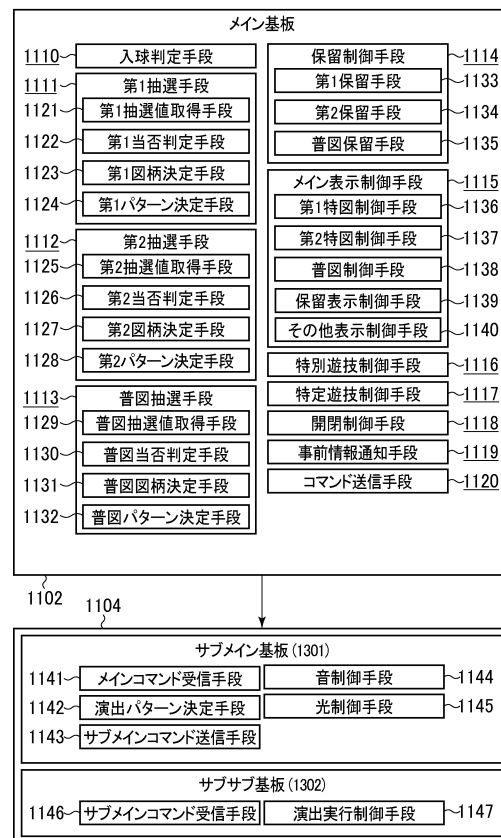 メイン基板
1110 入球判定手段
1111 第1抽選手段
1121 第1抽選値取得手段
1122 第1当否判定手段
1123 第1図柄決定手段
1124 第1パターン決定手段
1112 第2抽選手段
1125 第2抽選値取得手段
1126 第2当否判定手段
1127 第2図柄決定手段
1128 第2パターン決定手段
1113 普図抽選手段
1129 普図抽選値取得手段
1130 普図当否判定手段
1131 普図図柄決定手段
1132 普図パターン決定手段
保留制御手段 1114
第1保留手段 1133
第2保留手段 1134
普図保留手段 1135
メイン表示制御手段 1115
第1特図制御手段 1136
第2特図制御手段 1137
普図制御手段 1138
保留表示制御手段 1139
その他表示制御手段 1140
特別遊技制御手段 1116
特定遊技制御手段 1117
開閉制御手段 1118
事前情報通知手段 1119
コマンド送信手段 1120
1102
1104
サブメイン基板(1301)
1141 メインコマンド受信手段
1142 演出パターン決定手段
1143 サブメインコマンド送信手段
音制御手段 1144
光制御手段 1145
サブサブ基板(1302)
1146 サブメインコマンド受信手段
演出実行制御手段 1147